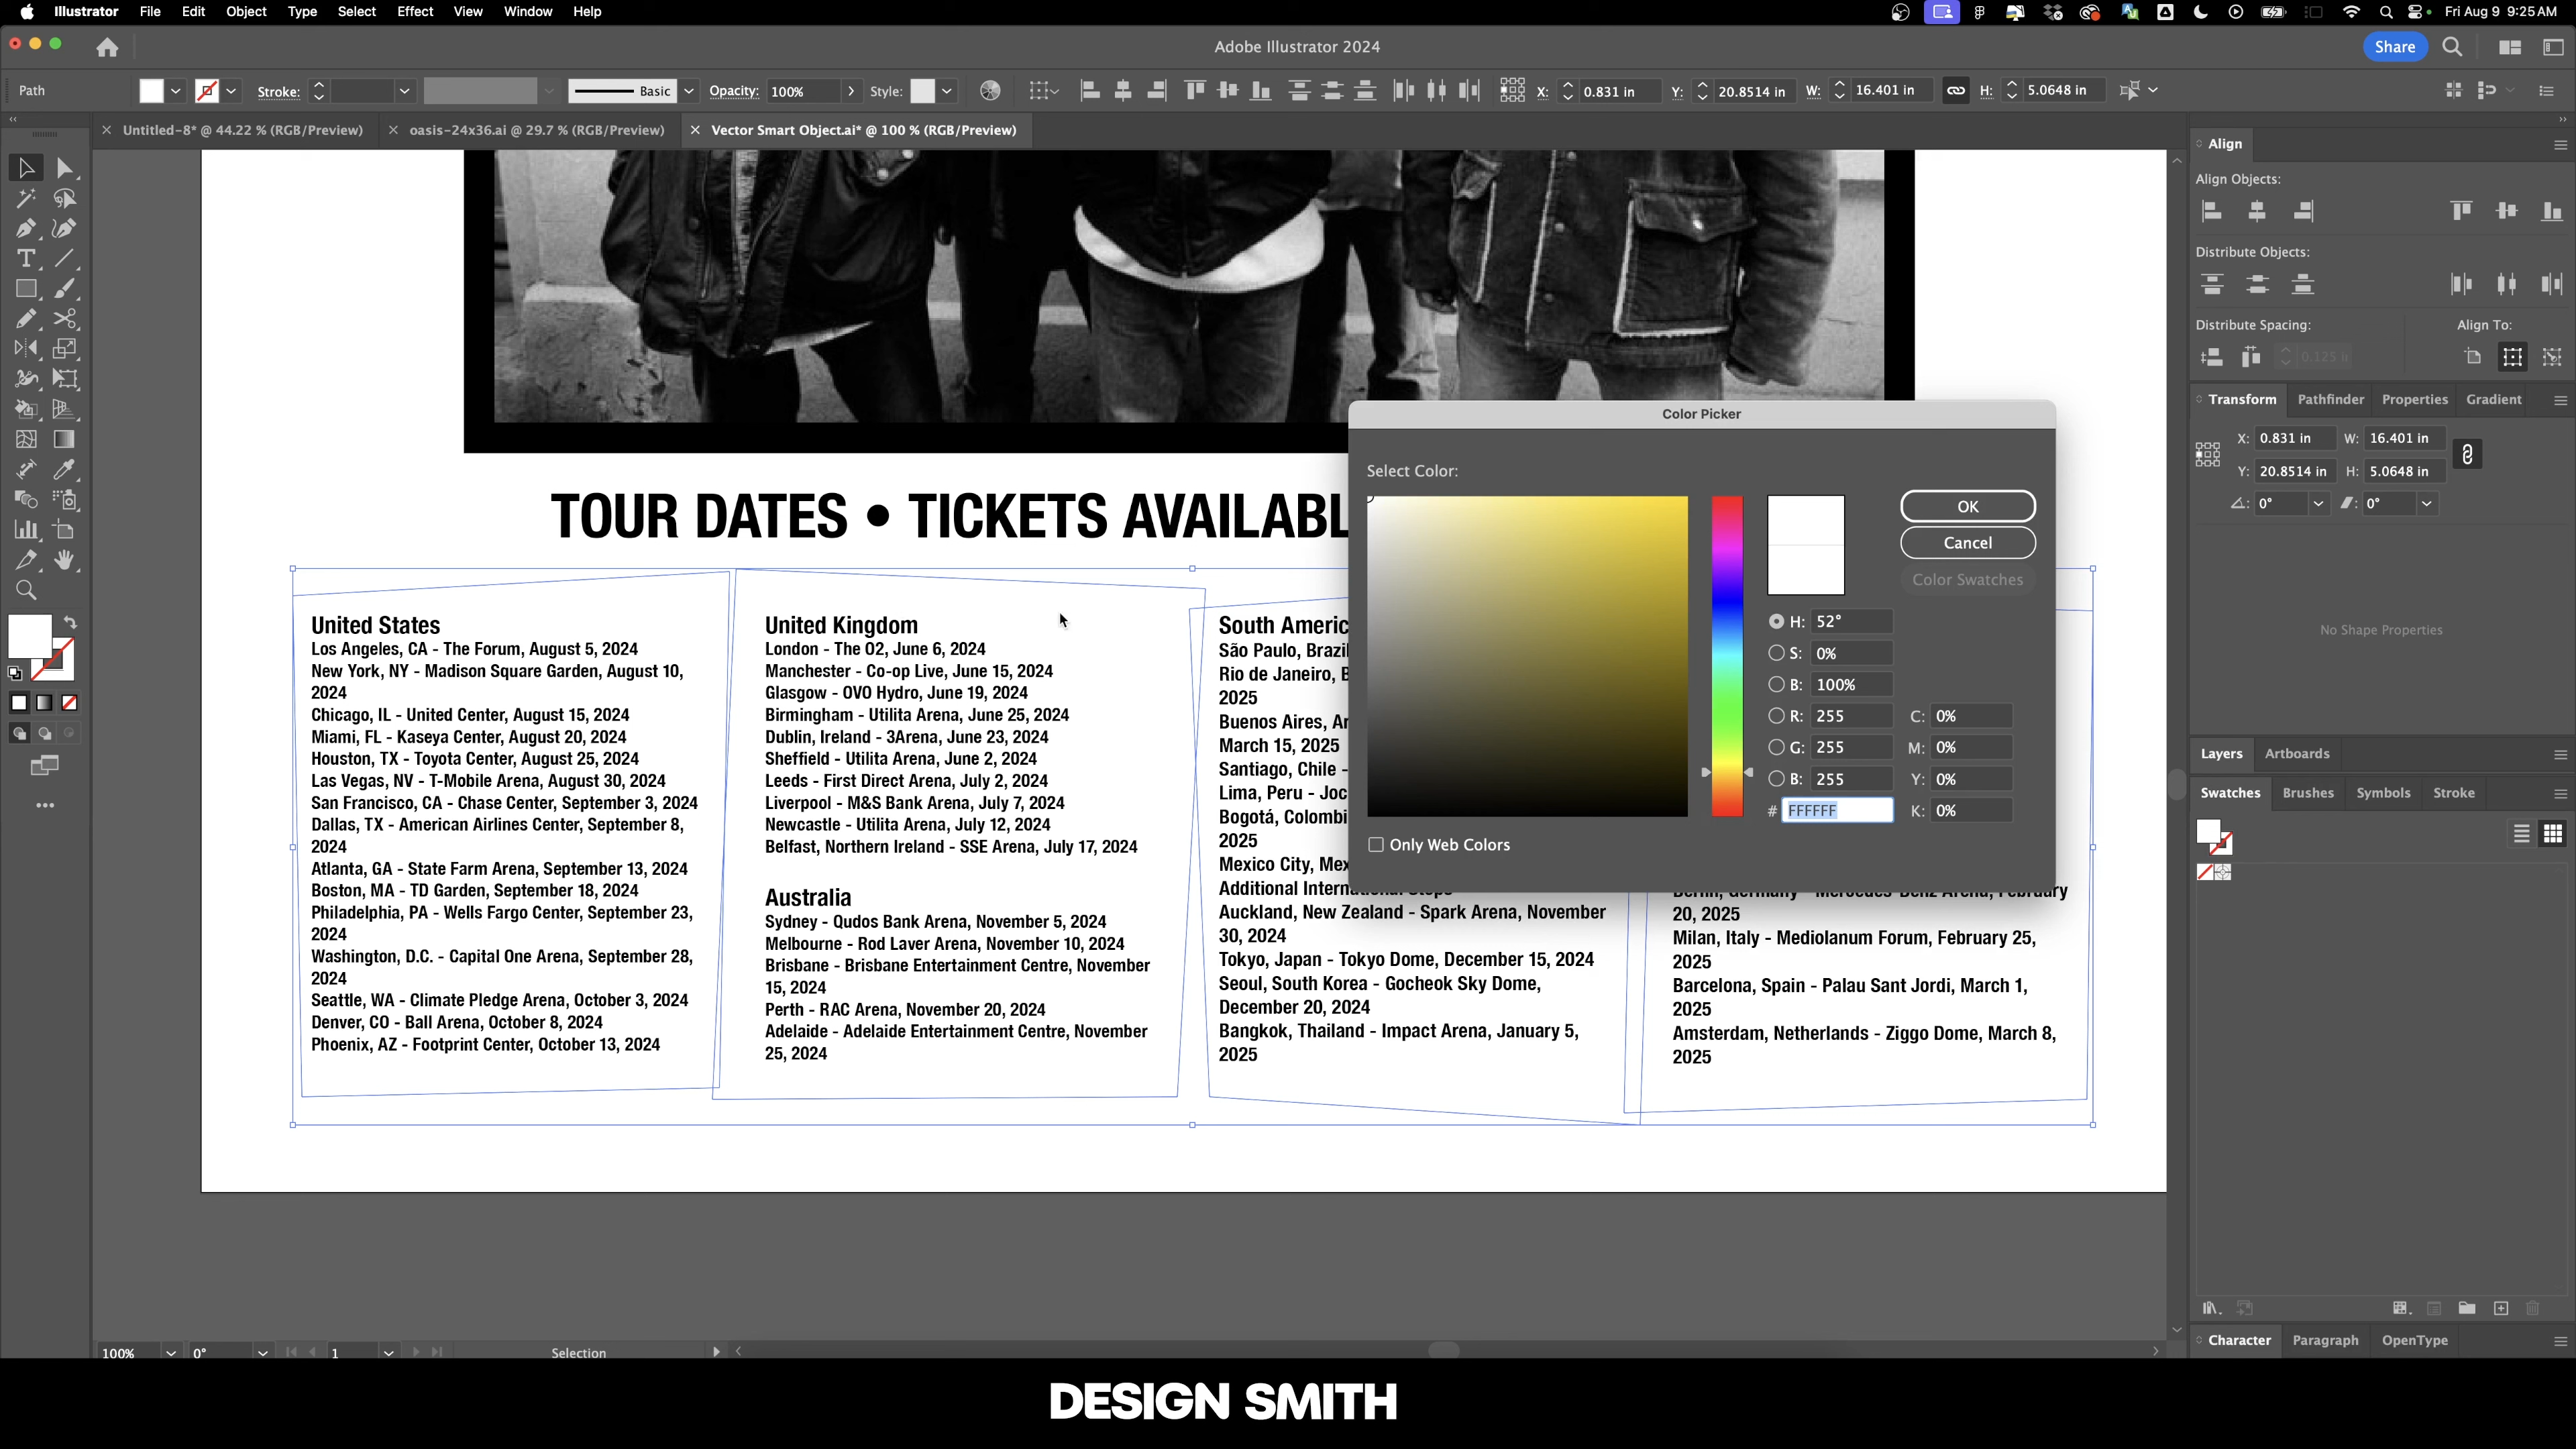 Illustrator File Edit Object Type Select Effect View Window Help Fri Aug 9 9:25 AM
Adobe Illustrator 2024
Share
Path Stroke: Basic Opacity: 100% Style: X: 0.831 in Y: 20.8514 in W: 16.401 in H: 5.0648 in
Untitled-8* @ 44.22 % (RGB/Preview) oasis-24x36.ai @ 29.7 % (RGB/Preview) Vector Smart Object.ai* @ 100 % (RGB/Preview)
TOUR DATES • TICKETS
United States
Los Angeles, CA - The Forum, August 5, 2024
New York, NY - Madison Square Garden, August 10,
2024
Chicago, IL - United Center, August 15, 2024
Miami, FL - Kaseya Center, August 20, 2024
Houston, TX - Toyota Center, August 25, 2024
Las Vegas, NV - T-Mobile Arena, August 30, 2024
San Francisco, CA - Chase Center, September 3, 2024
Dallas, TX - American Airlines Center, September 8,
2024
Atlanta, GA - State Farm Arena, September 13, 2024
Boston, MA - TD Garden, September 18, 2024
Philadelphia, PA - Wells Fargo Center, September 23,
2024
Washington, D.C. - Capital One Arena, September 28,
2024
Seattle, WA - Climate Pledge Arena, October 3, 2024
Denver, CO - Ball Arena, October 8, 2024
Phoenix, AZ - Footprint Center, October 13, 2024
United Kingdom
London - The O2, June 6, 2024
Manchester - Co-op Live, June 15, 2024
Glasgow - OVO Hydro, June 19, 2024
Birmingham - Utilita Arena, June 25, 2024
Dublin, Ireland - 3Arena, June 23, 2024
Sheffield - Utilita Arena, June 2, 2024
Leeds - First Direct Arena, July 2, 2024
Liverpool - M&S Bank Arena, July 7, 2024
Newcastle - Utilita Arena, July 12, 2024
Belfast, Northern Ireland - SSE Arena, July 17, 2024
Australia
Sydney - Qudos Bank Arena, November 5, 2024
Melbourne - Rod Laver Arena, November 10, 2024
Brisbane - Brisbane Entertainment Centre, November
15, 2024
Perth - RAC Arena, November 20, 2024
Adelaide - Adelaide Entertainment Centre, November
25, 2024
South
São Paulo,
Rio de Janeiro,
2025
Buenos Aires,
March 15, 2025
Santiago, Chile -
Lima, Peru -
Bogotá,
2025
Mexico City,
Additional International Stops
Auckland, New Zealand - Spark Arena, November
30, 2024
Tokyo, Japan - Tokyo Dome, December 15, 2024
Seoul, South Korea - Gocheok Sky Dome,
December 20, 2024
Bangkok, Thailand - Impact Arena, January 5,
2025
Berlin, Germany - Mercedes-Benz Arena, February
20, 2025
Milan, Italy - Mediolanum Forum, February 25,
2025
Barcelona, Spain - Palau Sant Jordi, March 1,
2025
Amsterdam, Netherlands - Ziggo Dome, March 8,
2025
Color Picker
Select Color:
OK
Cancel
Color Swatches
H: 52°
S: 0%
B: 100%
R: 255 C: 0%
G: 255 M: 0%
B: 255 Y: 0%
# FFFFFF K: 0%
Only Web Colors
Align
Align Objects:
Distribute Objects:
Distribute Spacing: Align To:
0.125 in
Transform Pathfinder Properties Gradient
X: 0.831 in W: 16.401 in
Y: 20.8514 in H: 5.0648 in
0° 0°
No Shape Properties
Layers Artboards
Swatches Brushes Symbols Stroke
Character Paragraph OpenType
100% 0° 1 Selection
DESIGN SMITH